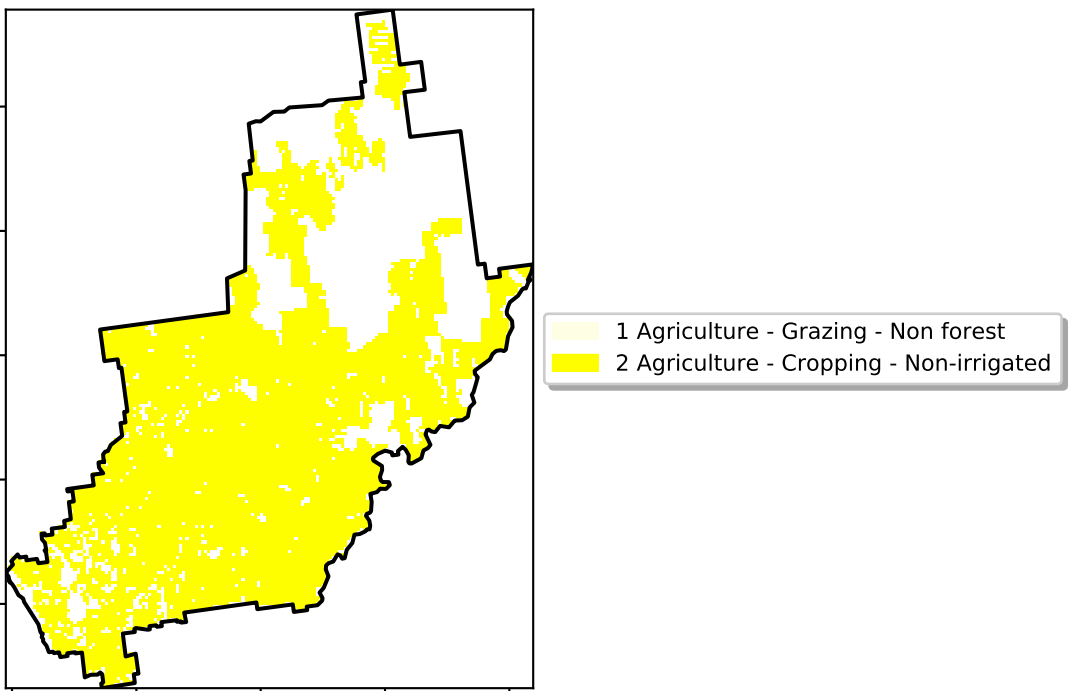 1 Agriculture - Grazing - Non forest
2 Agriculture - Cropping - Non-irrigated